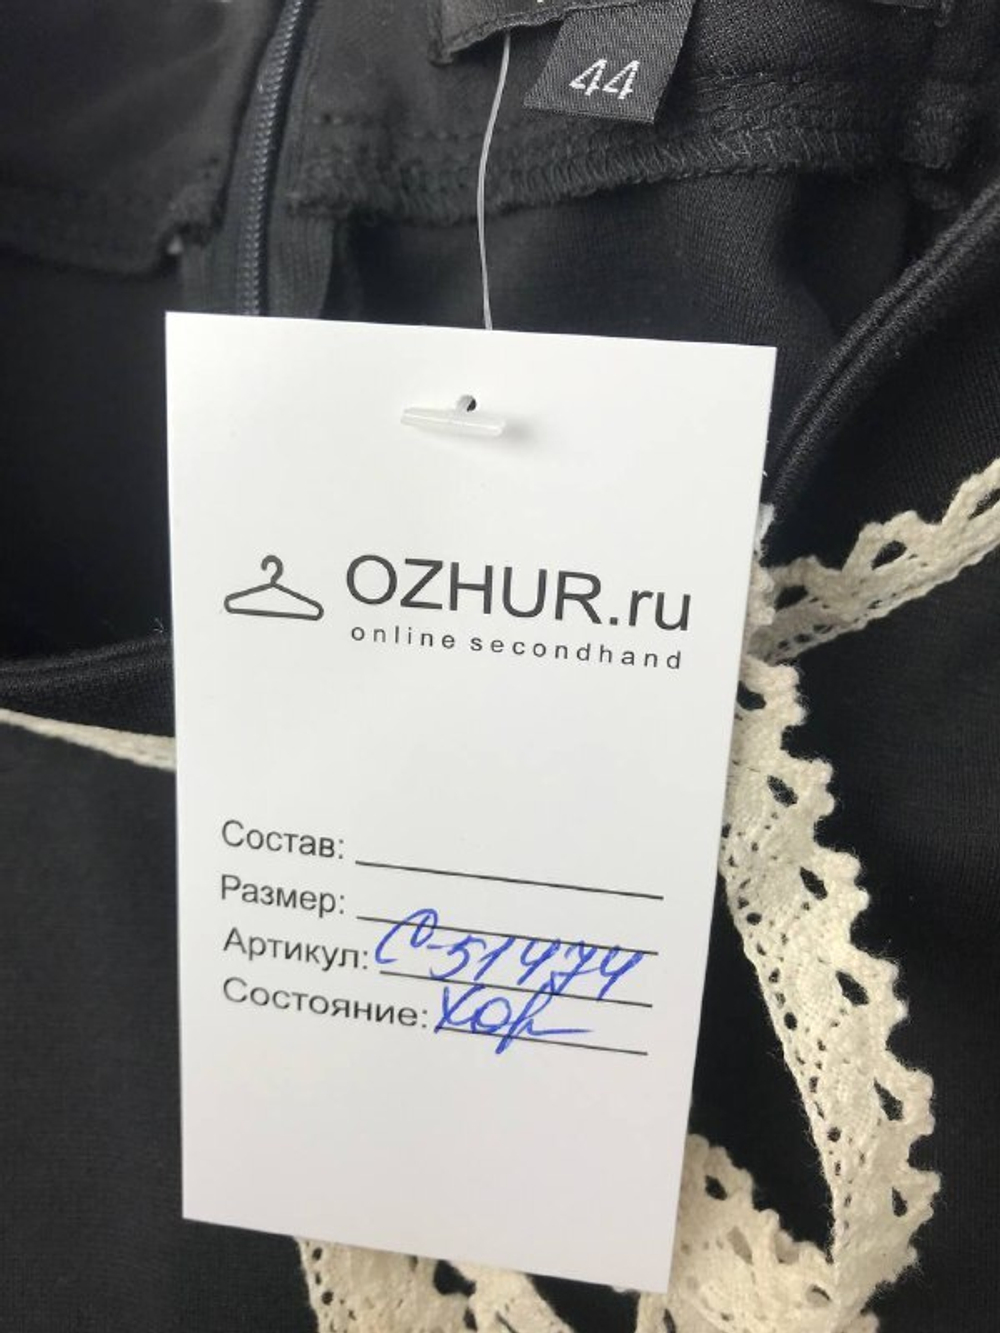 44
OZHUR.ru
online secondhand
Состав:
Размер:
Артикул: С-51474
Состояние: Хор